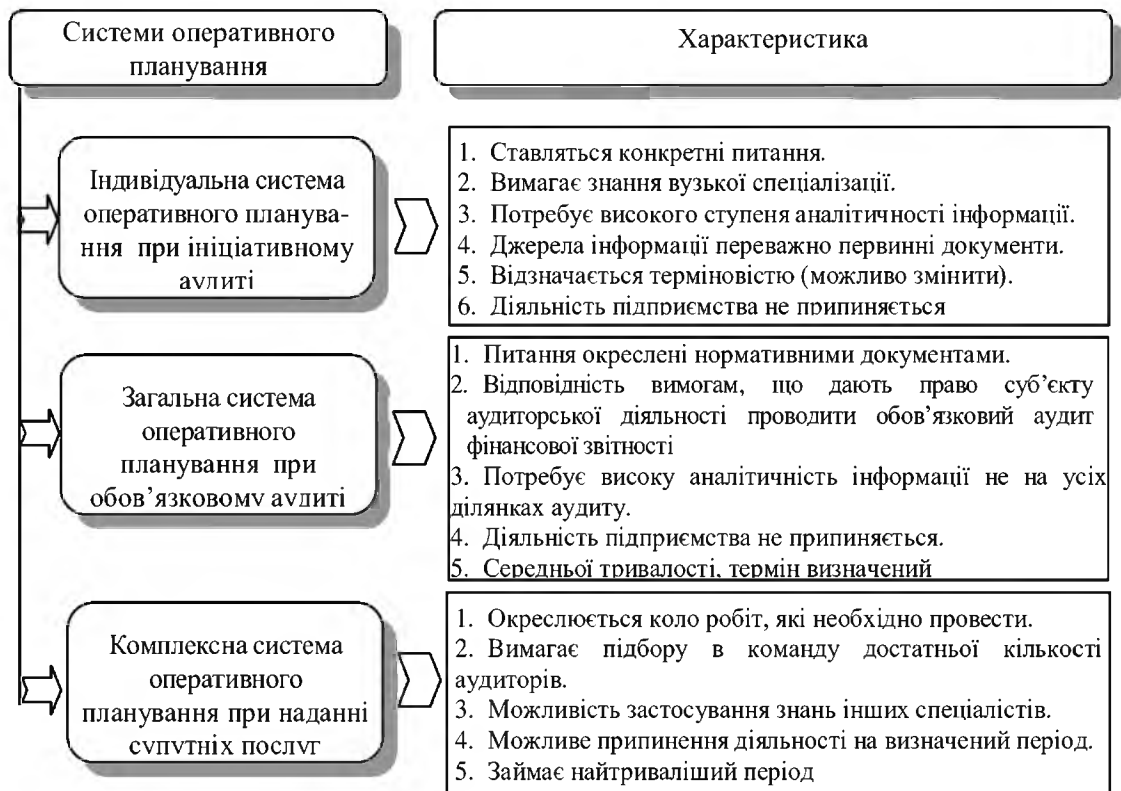 Системи оперативного
планування
Характеристика
Індивідуальна система
оперативного планува-
ння при ініціативному
аудиті
1. Ставляться конкретні питання.
2. Вимагає знання вузької спеціалізації.
3. Потребує високого ступеня аналітичності інформації.
4. Джерела інформації переважно первинні документи.
5. Відзначається терміновістю (можливо змінити).
6. Діяльність підприємства не припиняється
Загальна система
оперативного
планування при
обов’язковому аудиті
1. Питання окреслені нормативними документами.
2. Відповідність вимогам, що дають право суб’єкту
аудиторської діяльності проводити обов’язковий аудит
фінансової звітності
3. Потребує високу аналітичність інформації не на усіх
ділянках аудиту.
4. Діяльність підприємства не припиняється.
5. Середньої тривалості, термін визначений
Комплексна система
оперативного
планування при наданні
супутніх послуг
1. Окреслюється коло робіт, які необхідно провести.
2. Вимагає підбору в команду достатньої кількості
аудиторів.
3. Можливість застосування знань інших спеціалістів.
4. Можливе припинення діяльності на визначений період.
5. Займає найтриваліший період